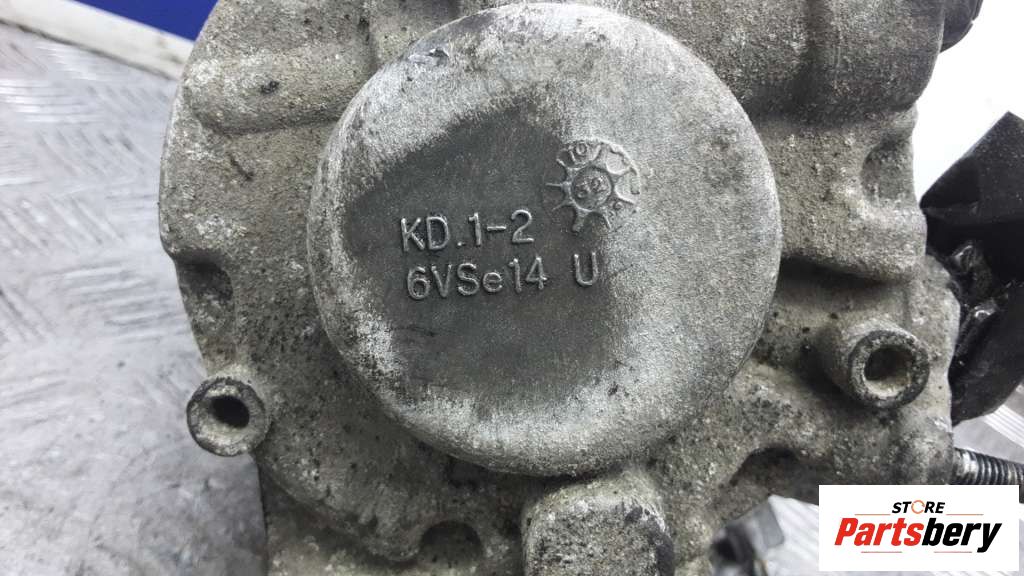 KD.1-2
6VSe14 U
STORE
Partsbery